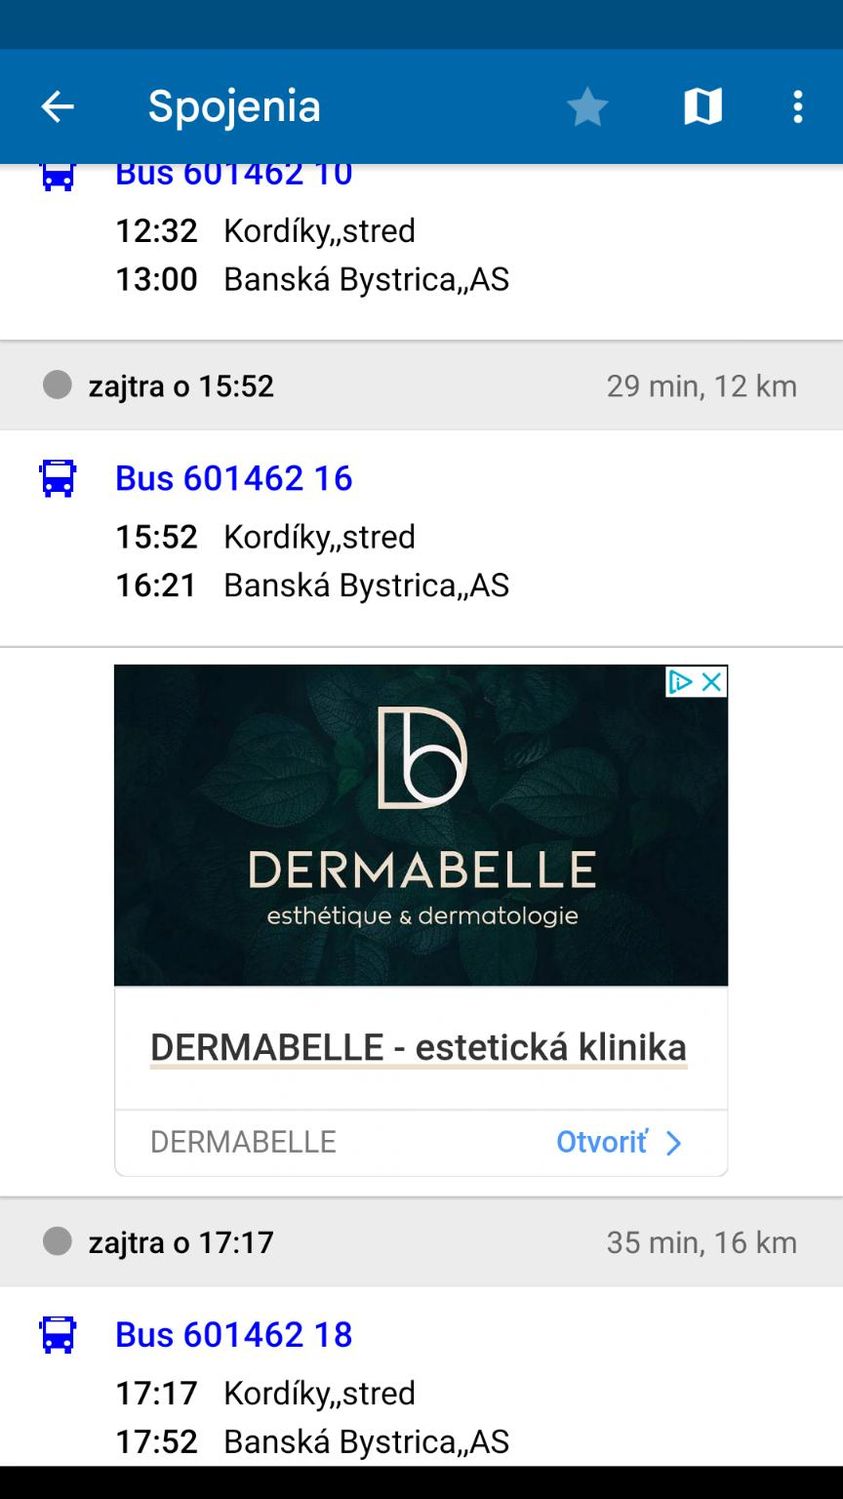 Spojenia
Bus 601462 10
12:32 Kordíky,,stred
13:00 Banská Bystrica,,AS
zajtra o 15:52 29 min, 12 km
Bus 601462 16
15:52 Kordíky,,stred
16:21 Banská Bystrica,,AS
DERMABELLE
esthétique & dermatologie
DERMABELLE - estetická klinika
DERMABELLE Otvoriť
zajtra o 17:17 35 min, 16 km
Bus 601462 18
17:17 Kordíky,,stred
17:52 Banská Bystrica,,AS